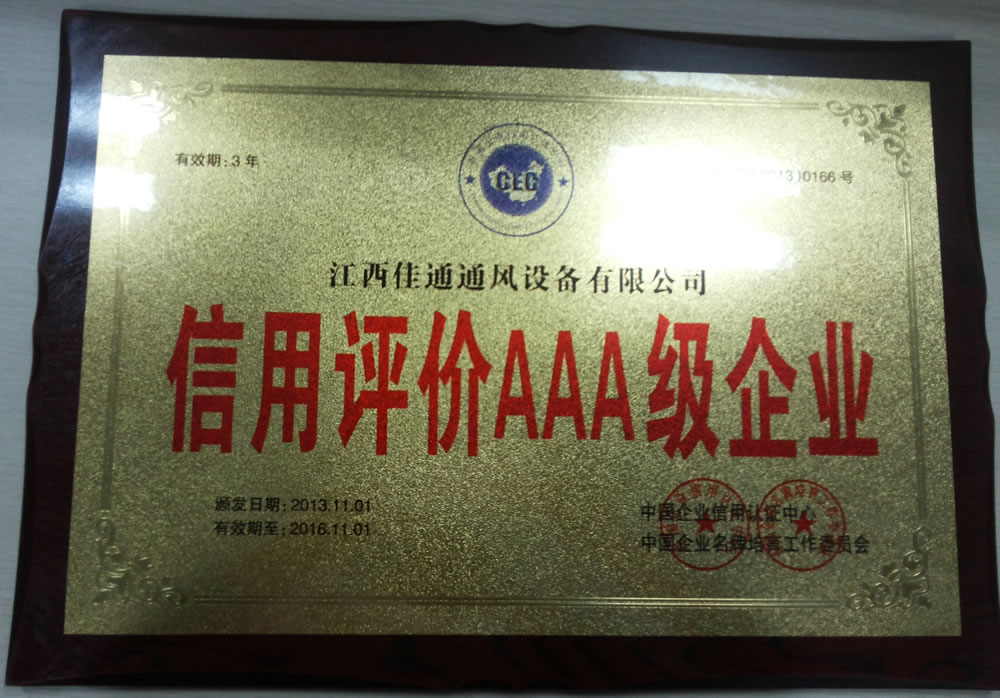 有效期:3年
CEC
2013)0166号
江西佳通通风设备有限公司
信用评价AAA级企业
颁发日期:2013.11.01
有效期至:2016.11.01
中国企业信用认证中心
中国企业名牌培育工作委员会